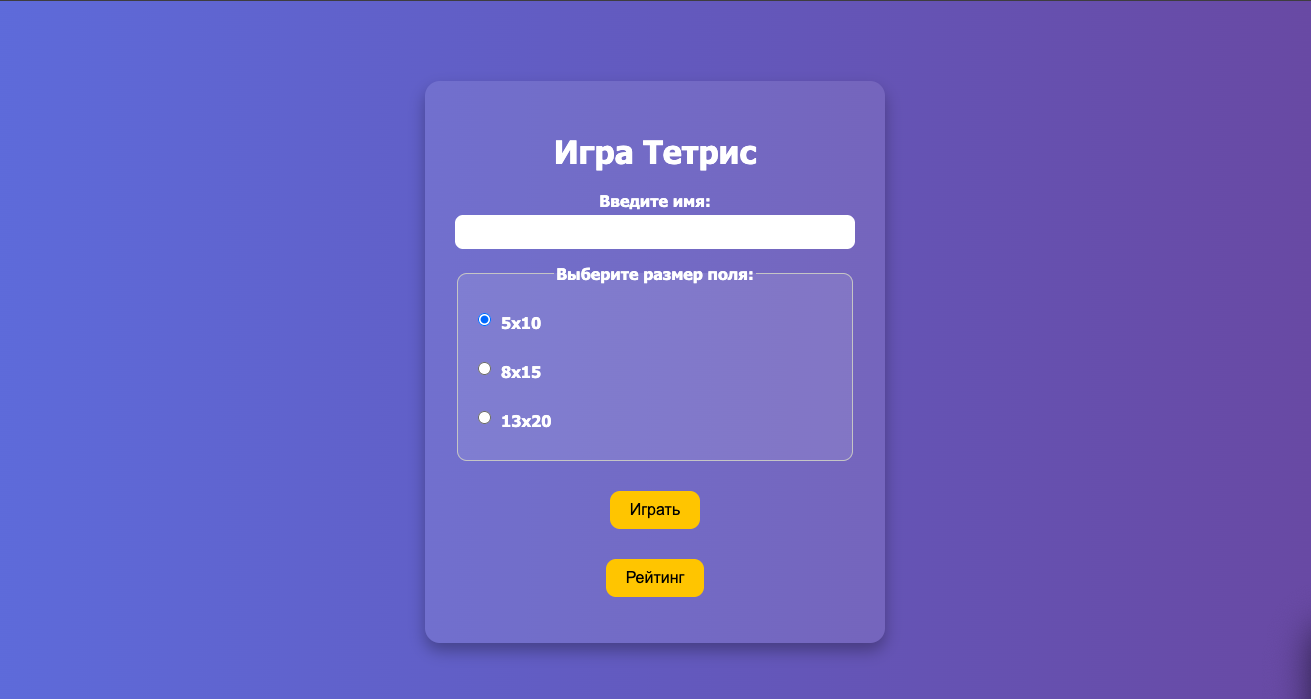 Игра Тетрис
Введите имя:
Выберите размер поля:
5x10
8x15
13x20
Играть
Рейтинг